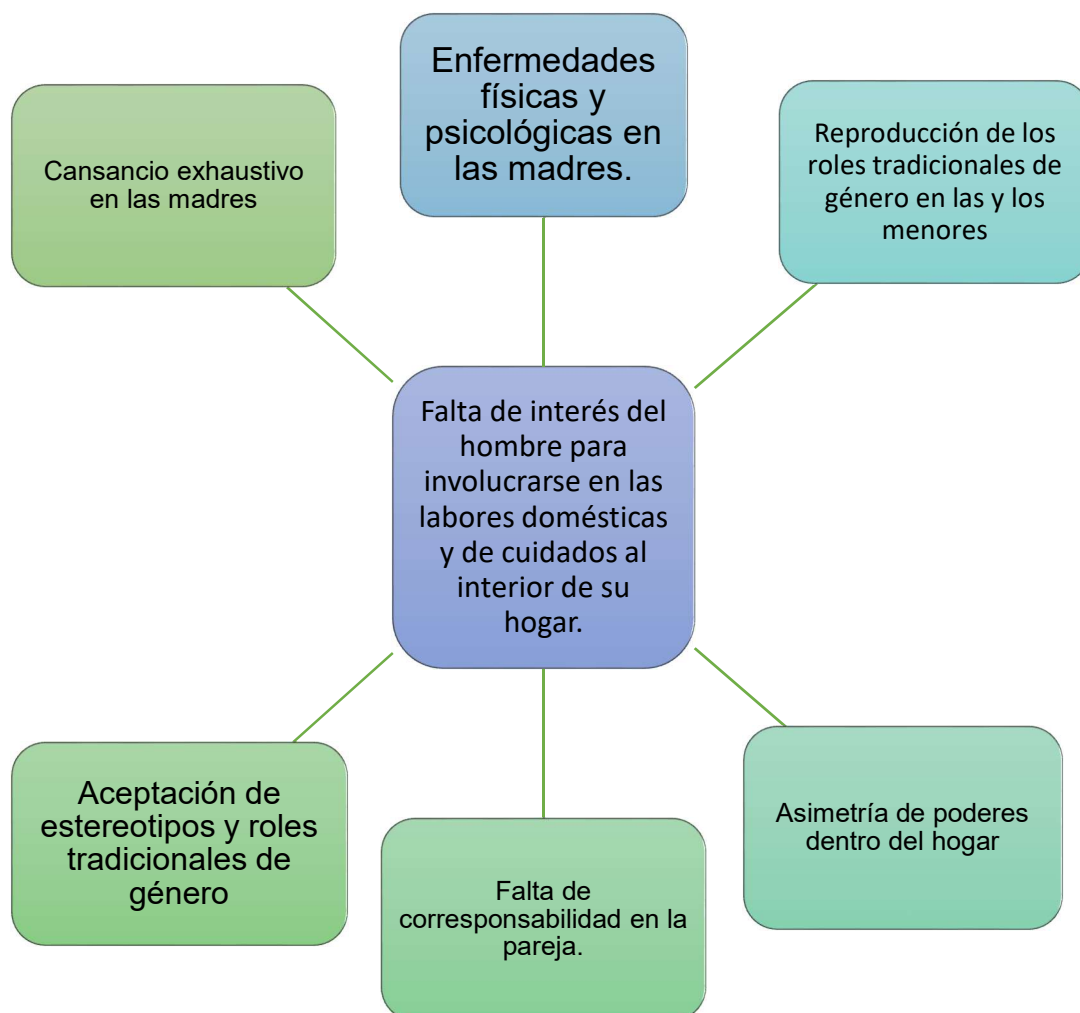 Enfermedades
físicas y
psicológicas en
las madres.
Cansancio exhaustivo
en las madres
Reproducción de los
roles tradicionales de
género en las y los
menores
Falta de interés del
hombre para
involucrarse en las
labores domésticas
y de cuidados al
interior de su
hogar.
Aceptación de
estereotipos y roles
tradicionales de
género
Falta de
corresponsabilidad en la
pareja.
Asimetría de poderes
dentro del hogar